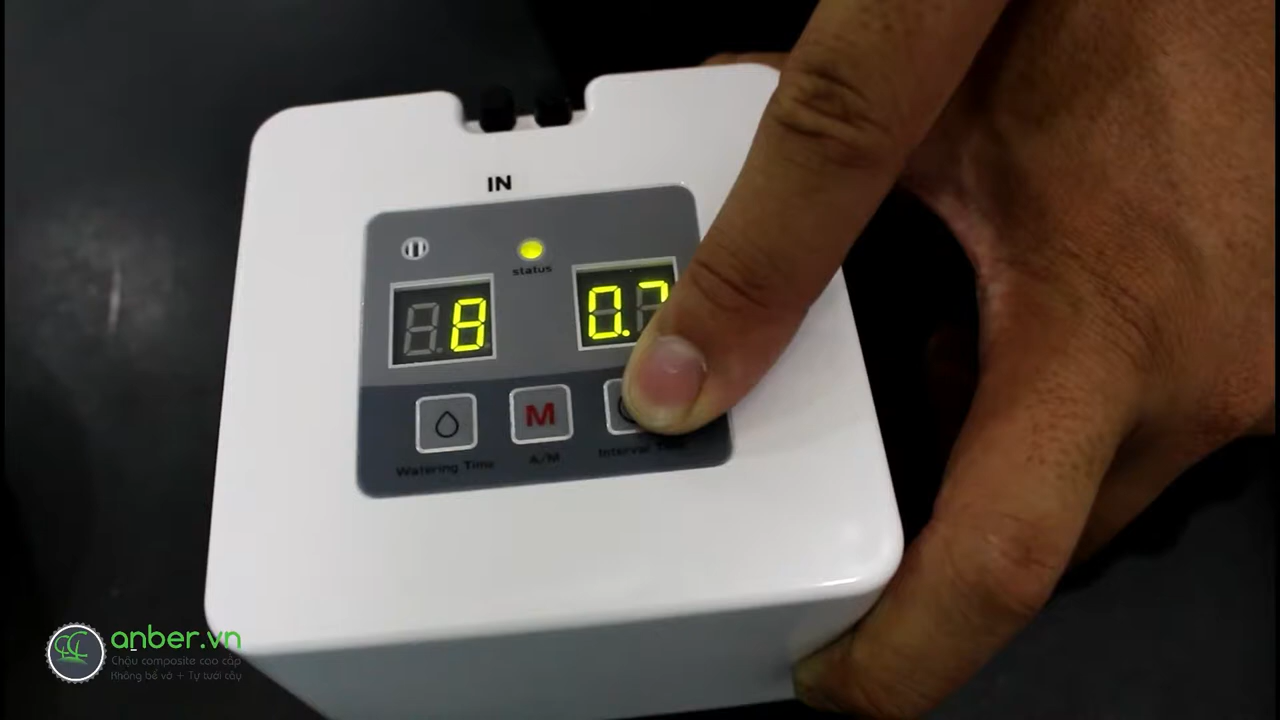 IN
status
8
0.7
M
Watering Time
A/M
Interval
anber.vn
Chậu composite cao cấp
Không bể vỡ + Tự tưới cây